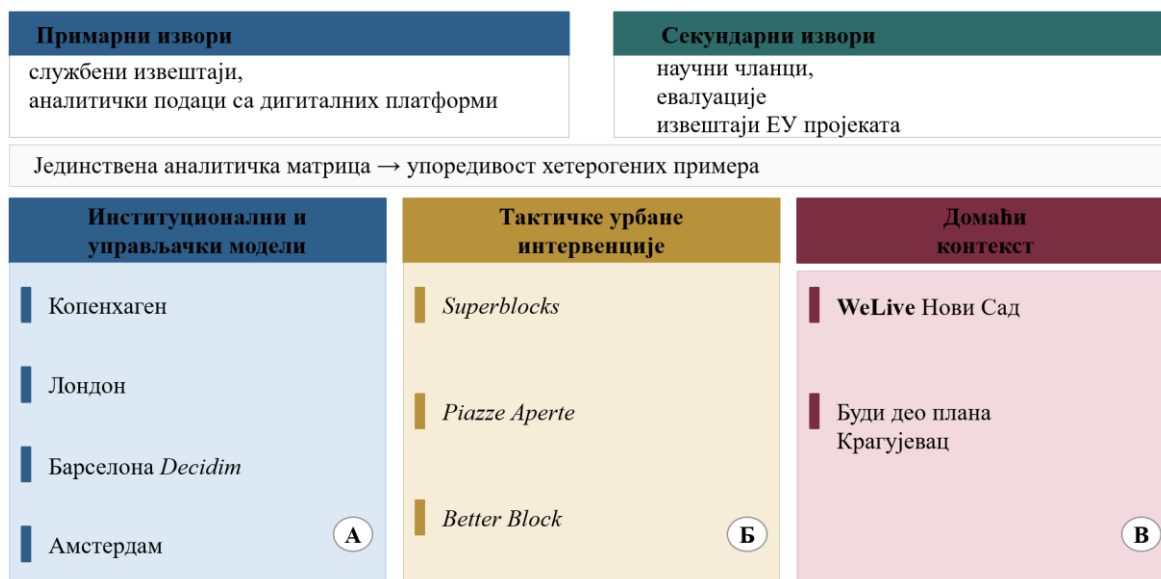 Примарни извори
службени извештаји,
аналитички подаци са дигиталних платформи
Секундарни извори
научни чланци,
евалуације
извештаји ЕУ пројеката
Јединствена аналитичка матрица → упоредивост хетерогених примера
Институционални и
управљачки модели
Копенхаген
Лондон
Барселона Decidim
Амстердам
А
Тактичке урбане
интервенције
Superblocks
Piazze Aperte
Better Block
Б
Домаћи
контекст
WeLive Нови Сад
Буди део плана
Крагујевац
В